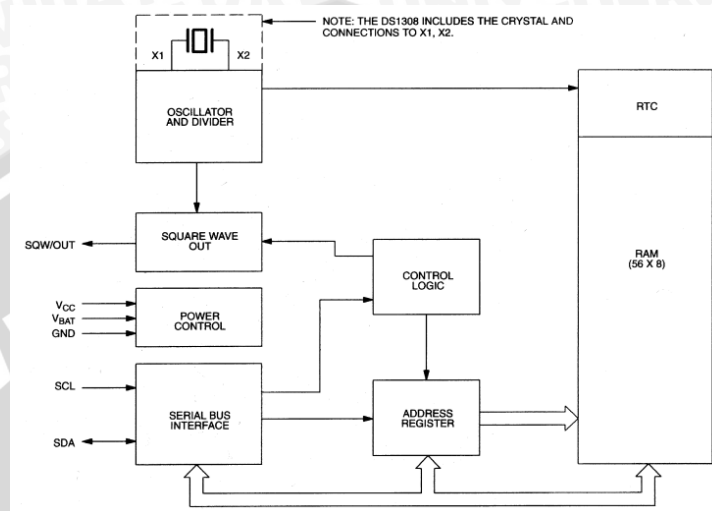 NOTE: THE DS1308 INCLUDES THE CRYSTAL AND
CONNECTIONS TO X1, X2.
X1
X2
OSCILLATOR
AND DIVIDER
RTC
SQW/OUT
SQUARE WAVE
OUT
CONTROL
LOGIC
RAM
(56 X 8)
VCC
VBAT
GND
POWER
CONTROL
SCL
SDA
SERIAL BUS
INTERFACE
ADDRESS
REGISTER